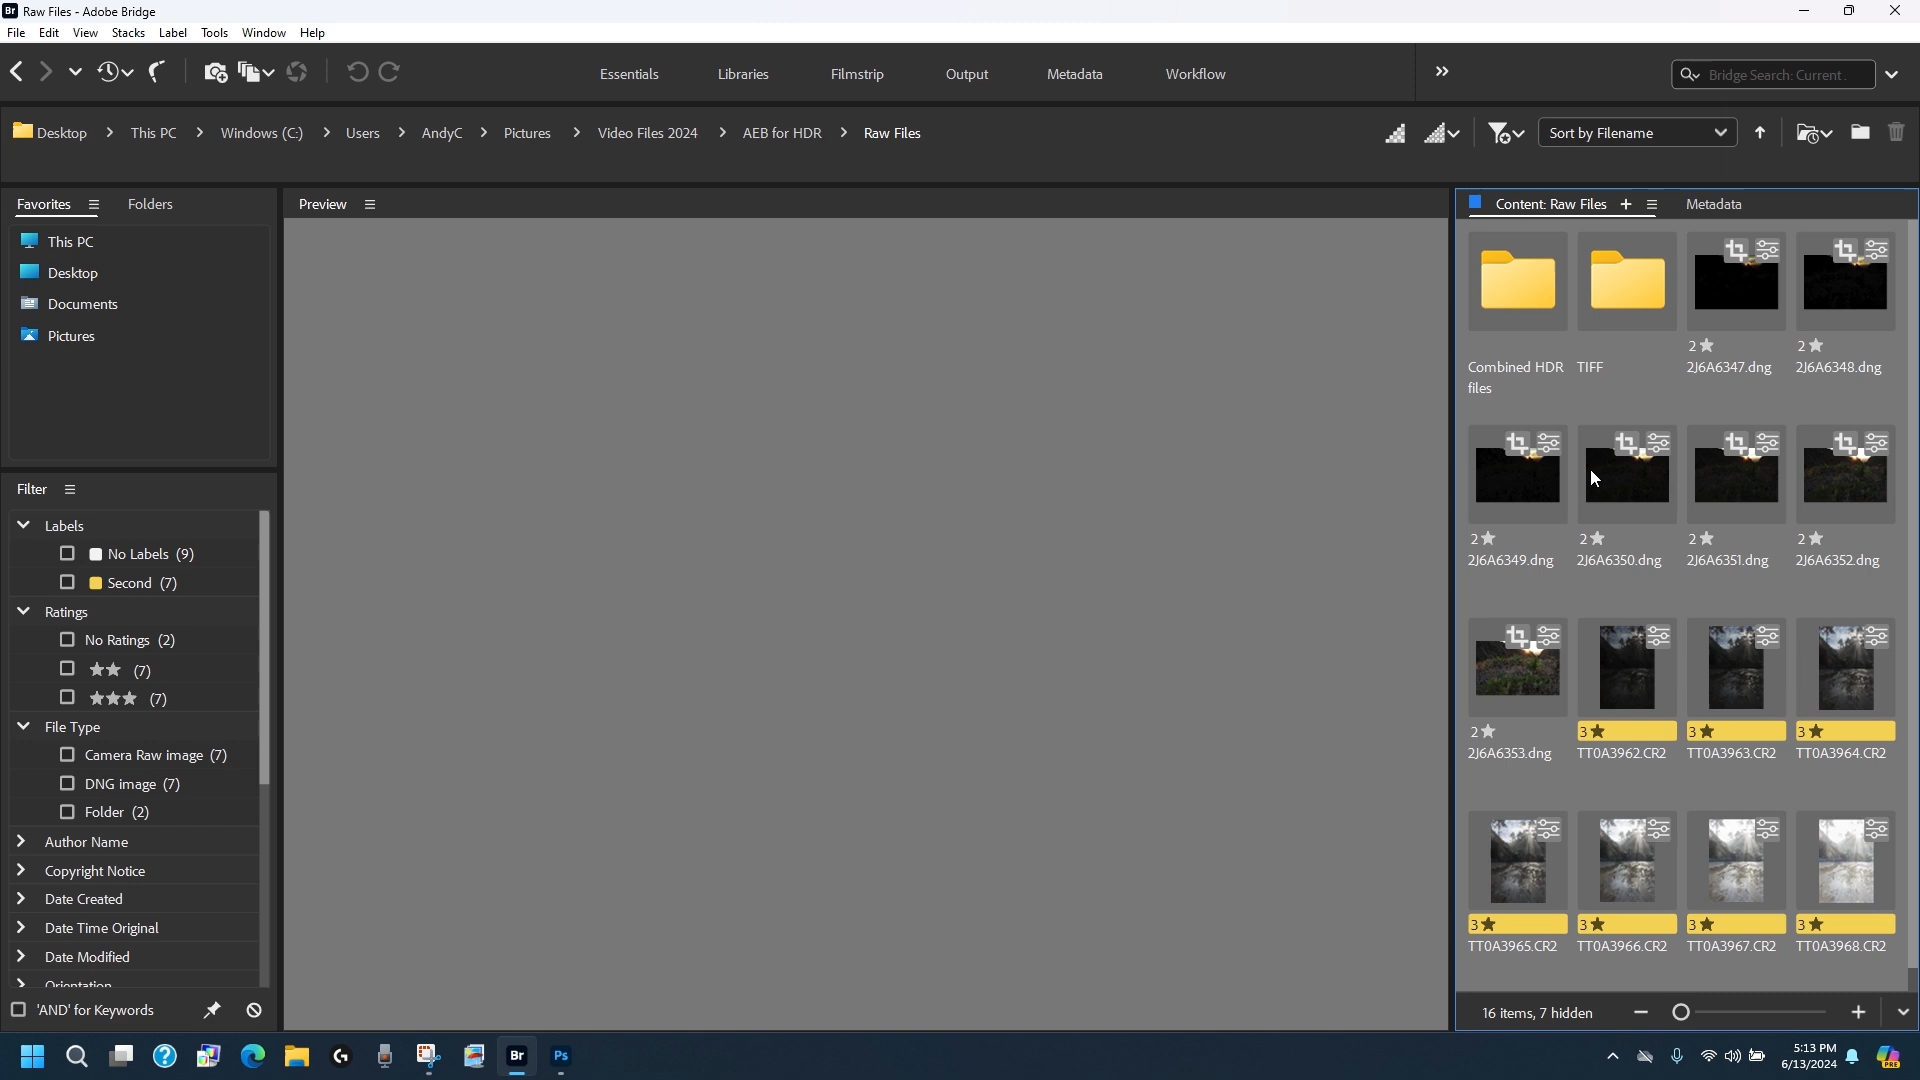 Br Raw Files - Adobe Bridge
File Edit View Stacks Label Tools Window Help
Essentials Libraries Filmstrip Output Metadata Workflow
Bridge Search: Current
Desktop This PC Windows (C:) Users AndyC Pictures Video Files 2024 AEB for HDR Raw Files
Sort by Filename
Favorites Folders
This PC
Desktop
Documents
Pictures
Filter
Labels
No Labels (9)
Second (7)
Ratings
No Ratings (2)
(7)
(7)
File Type
Camera Raw image (7)
DNG image (7)
Folder (2)
Author Name
Copyright Notice
Date Created
Date Time Original
Date Modified
Orientation
'AND' for Keywords
Preview
Content: Raw Files Metadata
2 2
Combined HDR TIFF 2J6A6347.dng 2J6A6348.dng
files
2 2 2 2
2J6A6349.dng 2J6A6350.dng 2J6A6351.dng 2J6A6352.dng
2 3 3 3
2J6A6353.dng TT0A3962.CR2 TT0A3963.CR2 TT0A3964.CR2
3 3 3 3
TT0A3965.CR2 TT0A3966.CR2 TT0A3967.CR2 TT0A3968.CR2
16 items, 7 hidden
Br Ps
5:13 PM
6/13/2024
PRE